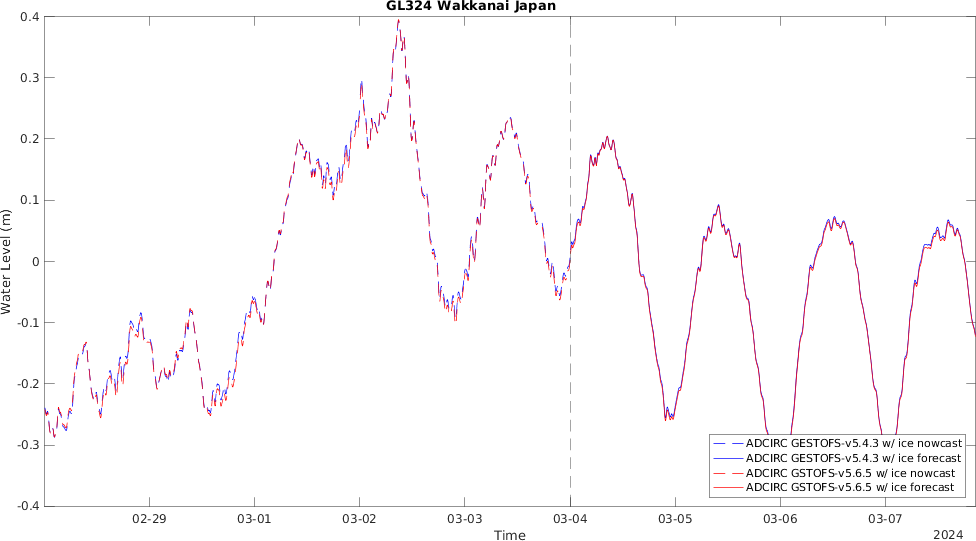 GL324 Wakkanai Japan
0.4
0.3
0.2
0.1
0
-0.1
-0.2
-0.3
-0.4
Water Level (m)
02-29 03-01 03-02 03-03 03-04 03-05 03-06 03-07
Time
2024
ADCIRC GESTOFS-v5.4.3 w/ ice nowcast
ADCIRC GESTOFS-v5.4.3 w/ ice forecast
ADCIRC GSTOFS-v5.6.5 w/ ice nowcast
ADCIRC GSTOFS-v5.6.5 w/ ice forecast